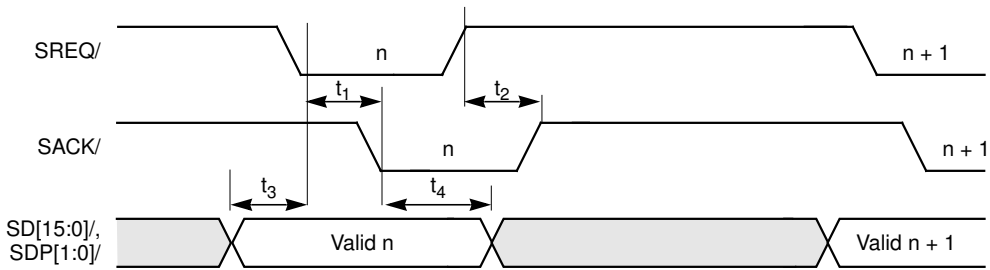 SREQ/
n
n + 1
t1
t2
SACK/
n
n + 1
t3
t4
SD[15:0]/,
SDP[1:0]/
Valid n
Valid n + 1